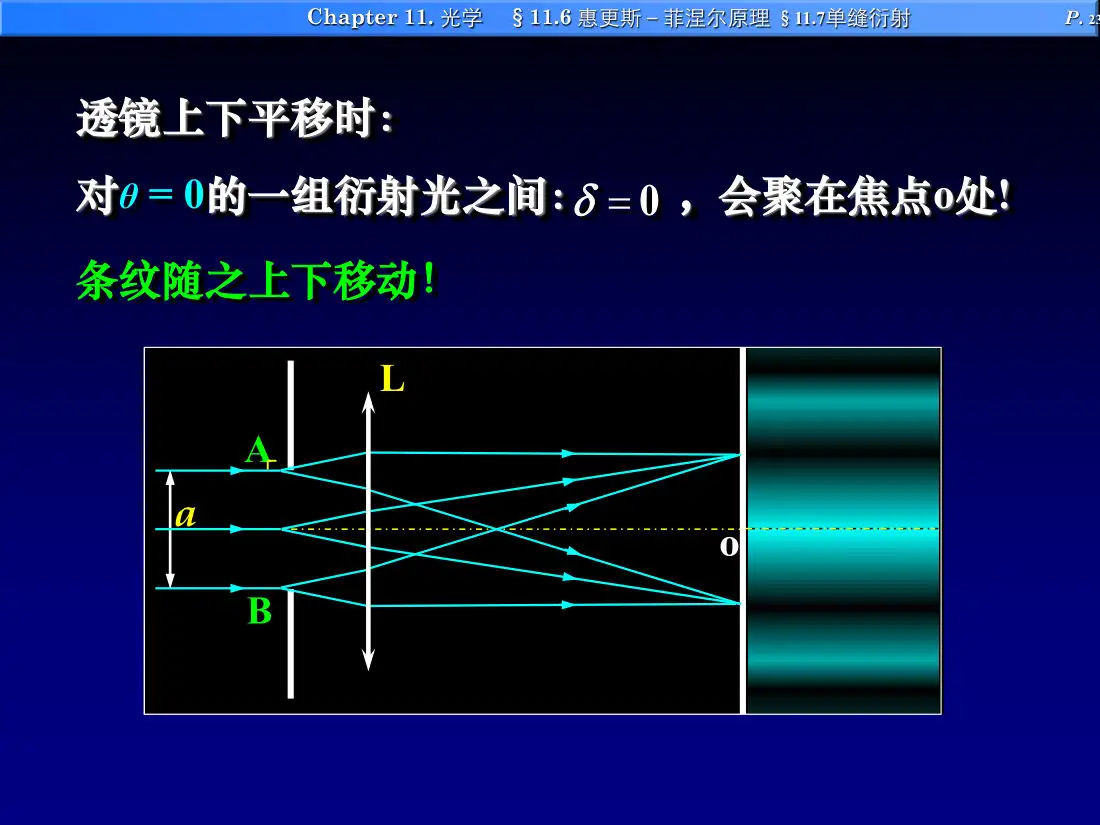 Chapter 11. 光学 §11.6 惠更斯－菲涅尔原理 §11.7单缝衍射 P. 23
透镜上下平移时：
对θ = 0的一组衍射光之间：δ = 0 ，会聚在焦点o处!
条纹随之上下移动！
L
A
a
o
B